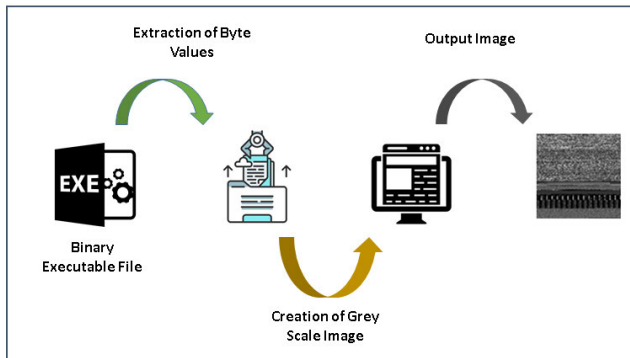 Extraction of Byte
Values
Output Image
EXE
Binary
Executable File
Creation of Grey
Scale Image